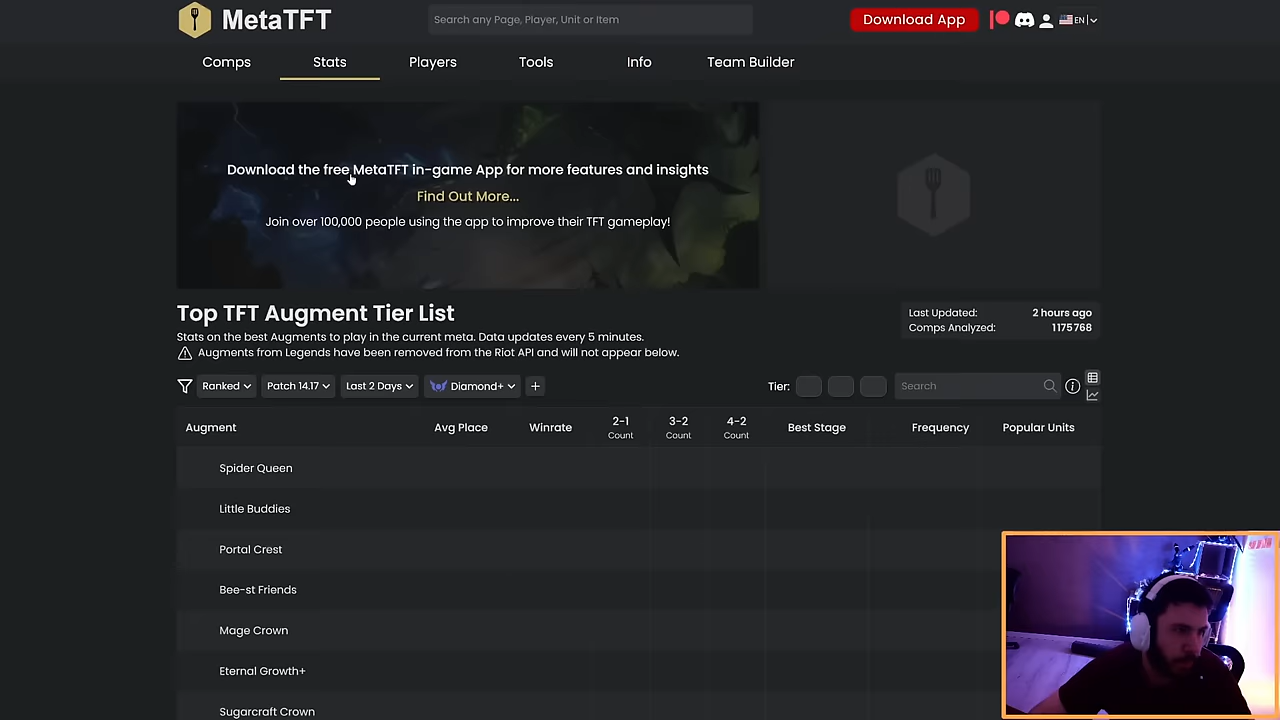 MetaTFT
Search any Page, Player, Unit or Item
Download App
EN
Comps
Stats
Players
Tools
Info
Team Builder
Download the free MetaTFT in-game App for more features and insights
Find Out More...
Join over 100,000 people using the app to improve their TFT gameplay!
Top TFT Augment Tier List
Stats on the best Augments to play in the current meta. Data updates every 5 minutes.
Augments from Legends have been removed from the Riot API and will not appear below.
Last Updated: 2 hours ago
Comps Analyzed: 1175768
Ranked
Patch 14.17
Last 2 Days
Diamond+
+
Tier:
Search
Augment
Avg Place
Winrate
2-1 Count
3-2 Count
4-2 Count
Best Stage
Frequency
Popular Units
Spider Queen
Little Buddies
Portal Crest
Bee-st Friends
Mage Crown
Eternal Growth+
Sugarcraft Crown